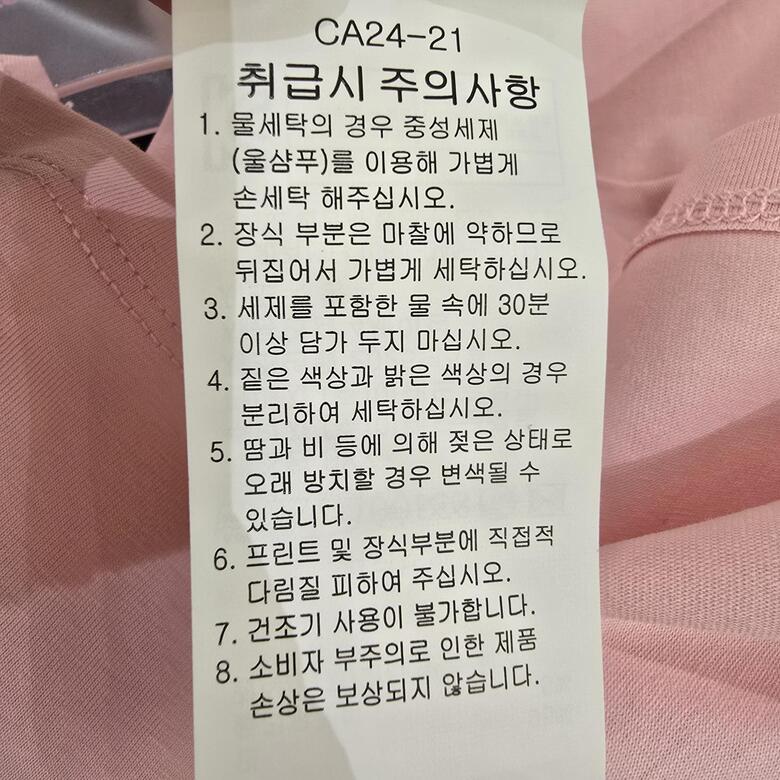 CA24-21
취급시 주의사항
1. 물세탁의 경우 중성세제
(울샴푸)를 이용해 가볍게
손세탁 해주십시오.
2. 장식 부분은 마찰에 약하므로
뒤집어서 가볍게 세탁하십시오.
3. 세제를 포함한 물 속에 30분
이상 담가 두지 마십시오.
4. 짙은 색상과 밝은 색상의 경우
분리하여 세탁하십시오.
5. 땀과 비 등에 의해 젖은 상태로
오래 방치할 경우 변색될 수
있습니다.
6. 프린트 및 장식부분에 직접적
다림질 피하여 주십시오.
7. 건조기 사용이 불가합니다.
8. 소비자 부주의로 인한 제품
손상은 보상되지 않습니다.